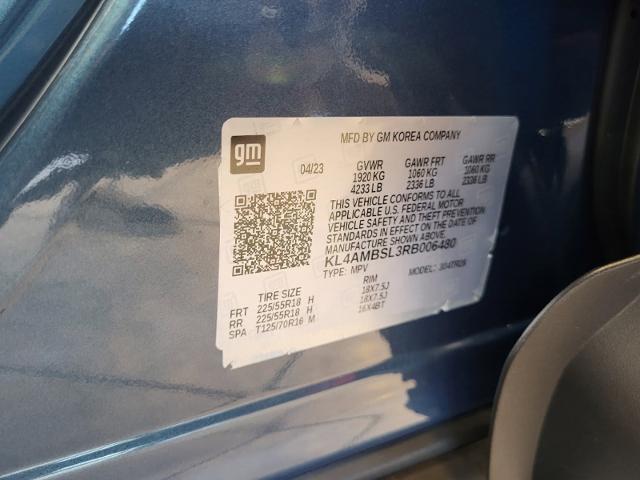 gm
MFD BY GM KOREA COMPANY
04/23 GVWR GAWR FRT GAWR RR
1920 KG 1060 KG 1060 KG
4233 LB 2336 LB 2336 LB
THIS VEHICLE CONFORMS TO ALL
APPLICABLE U.S. FEDERAL MOTOR
VEHICLE SAFETY AND THEFT PREVENTION
STANDARDS IN EFFECT ON THE DATE OF
MANUFACTURE SHOWN ABOVE.
KL4AMBSL3RB006480
TYPE: MPV MODEL:
TIRE SIZE RIM
FRT 225/55R18 H 18X7.5J
RR 225/55R18 H 18X7.5J
SPA T125/70R16 M 16X4BT